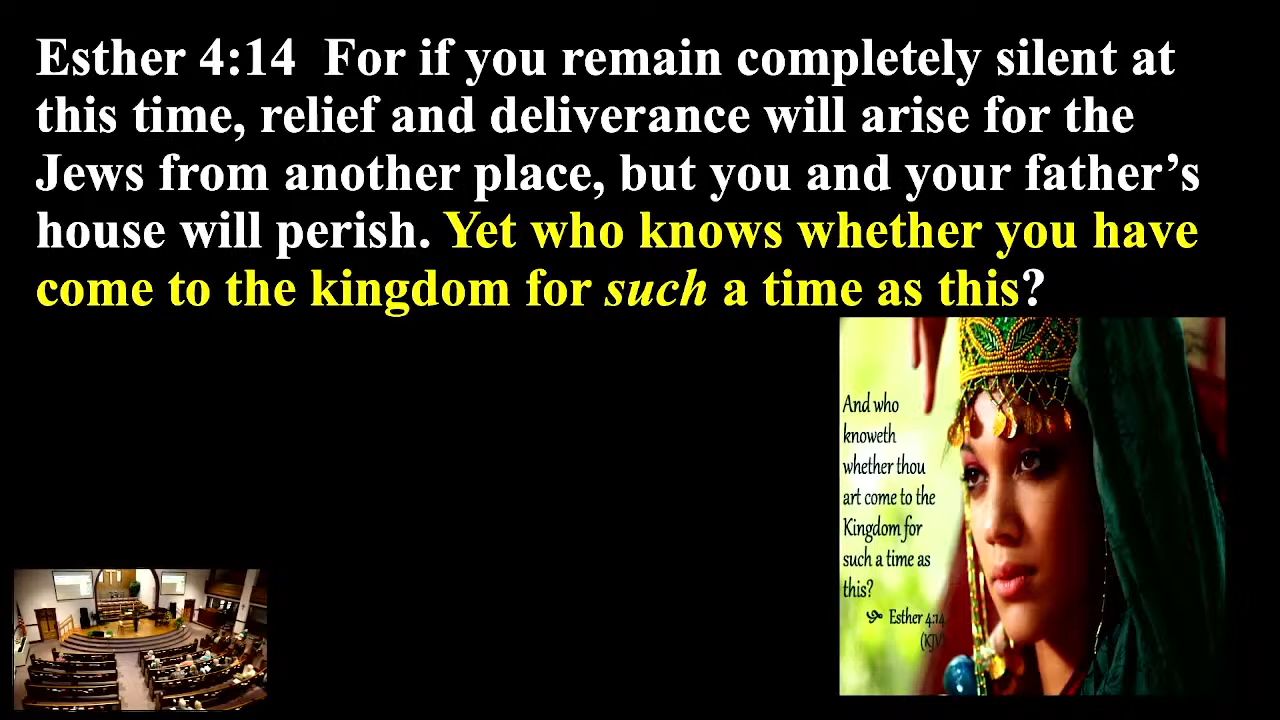 Esther 4:14 For if you remain completely silent at
this time, relief and deliverance will arise for the
Jews from another place, but you and your father’s
house will perish. Yet who knows whether you have
come to the kingdom for such a time as this?
And who
knoweth
whether thou
art come to the
Kingdom for
such a time as
this?
Esther 4:14
(KJV)